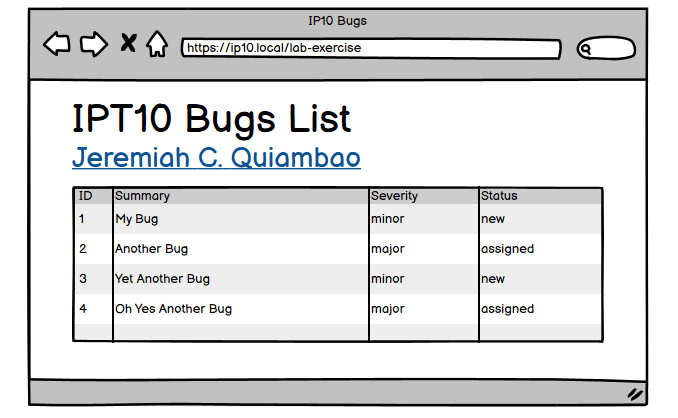 IP10 Bugs
https://ip10.local/lab-exercise
IPT10 Bugs List
Jeremiah C. Quiambao
ID Summary Severity Status
1 My Bug minor new
2 Another Bug major assigned
3 Yet Another Bug minor new
4 Oh Yes Another Bug major assigned